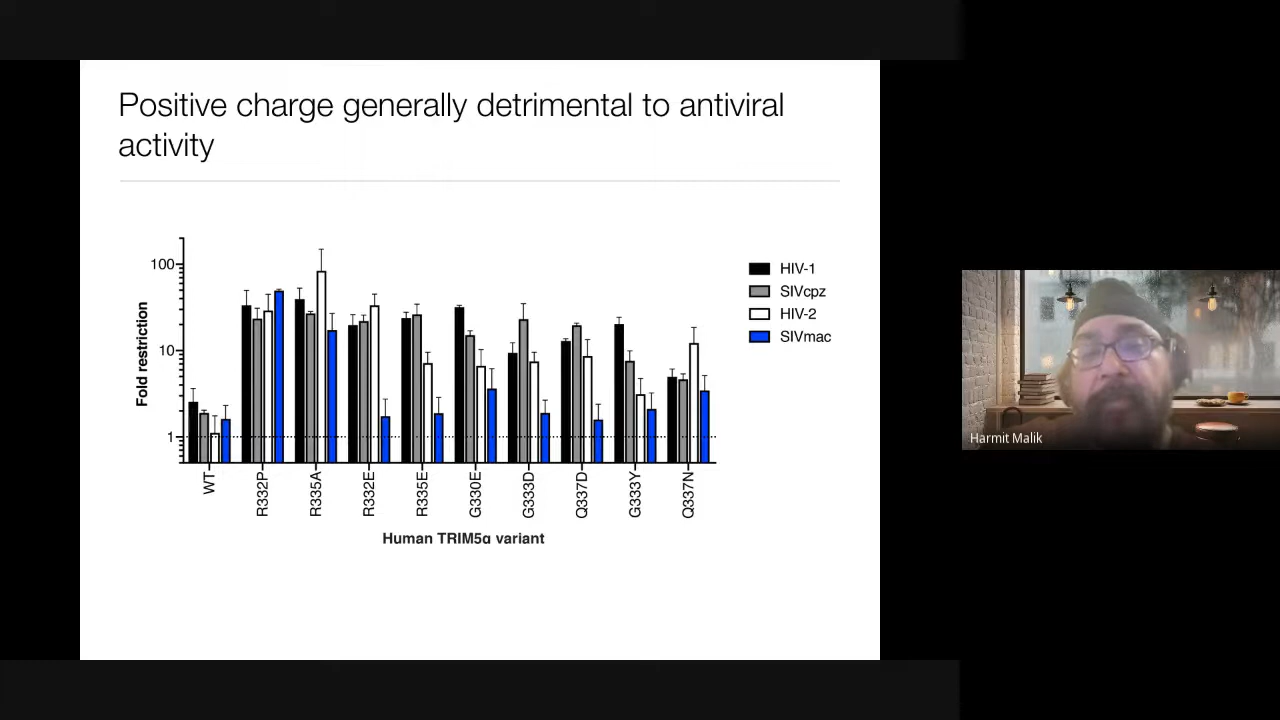 Positive charge generally detrimental to antiviral
activity
100
10
1
Fold restriction
HIV-1
SIVcpz
HIV-2
SIVmac
WT
R332P
R335A
R332E
R335E
G330E
G333D
Q337D
G333Y
Q337N
Human TRIM5α variant
Harmit Malik